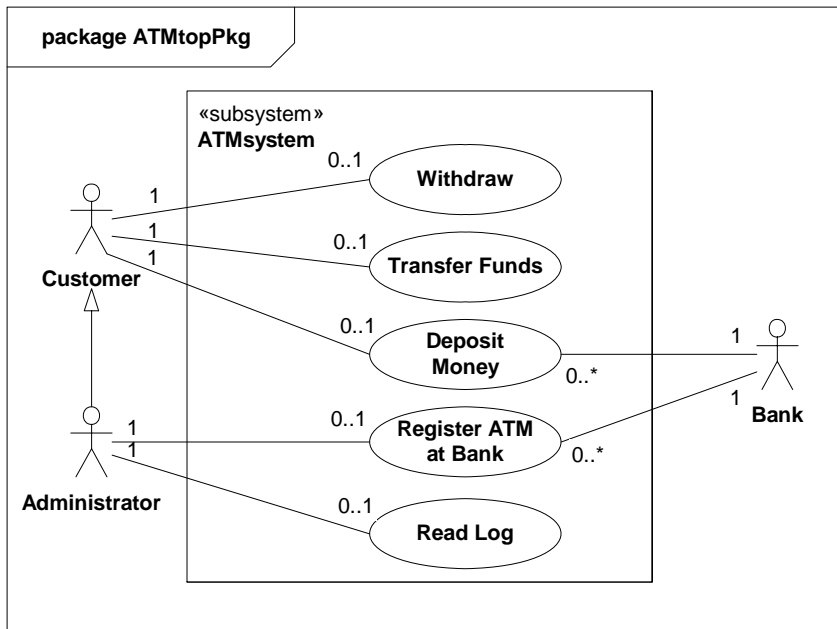 package ATMtopPkg
«subsystem»
ATMsystem
0..1
Withdraw
1
1
0..1
Transfer Funds
1
Customer
0..1
Deposit
Money
1
0..*
1
Bank
1
1
0..1
Register ATM
at Bank
0..*
Administrator
0..1
Read Log